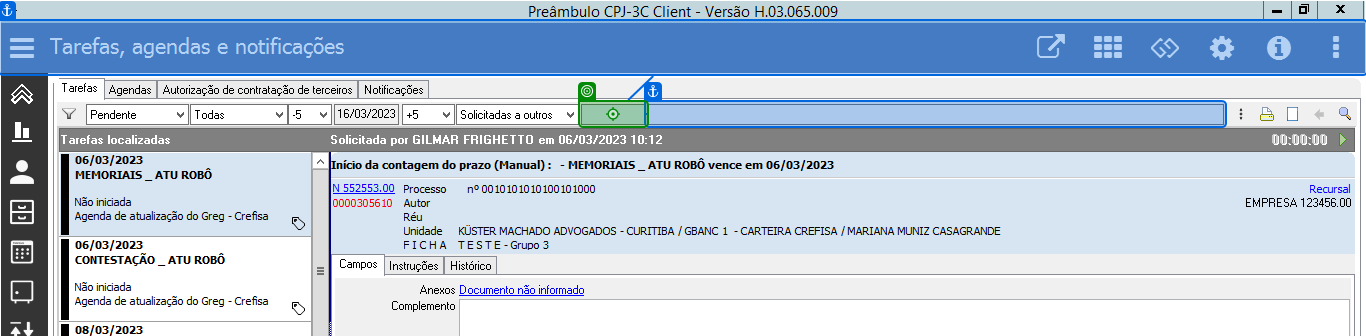 Preâmbulo CPJ-3C Client - Versão H.03.065.009
Tarefas, agendas e notificações
Tarefas Agendas Autorização de contratação de terceiros Notificações
Pendente Todas -5 16/03/2023 +5 Solicitadas a outros
Tarefas localizadas
Solicitada por GILMAR FRIGHETTO em 06/03/2023 10:12 00:00:00
06/03/2023
MEMORIAIS _ ATU ROBÔ
Não iniciada
Agenda de atualização do Greg - Crefisa
06/03/2023
CONTESTAÇÃO _ ATU ROBÔ
Não iniciada
Agenda de atualização do Greg - Crefisa
08/03/2023
Início da contagem do prazo (Manual) : - MEMORIAIS _ ATU ROBÔ vence em 06/03/2023
N 552553.00 Processo nº 0010101010100101000 Recursal
0000305610 Autor EMPRESA 123456.00
Réu
Unidade KÜSTER MACHADO ADVOGADOS - CURITIBA / GBANC 1 - CARTEIRA CREFISA / MARIANA MUNIZ CASAGRANDE
F I C H A T E S T E - Grupo 3
Campos Instruções Histórico
Anexos Documento não informado
Complemento